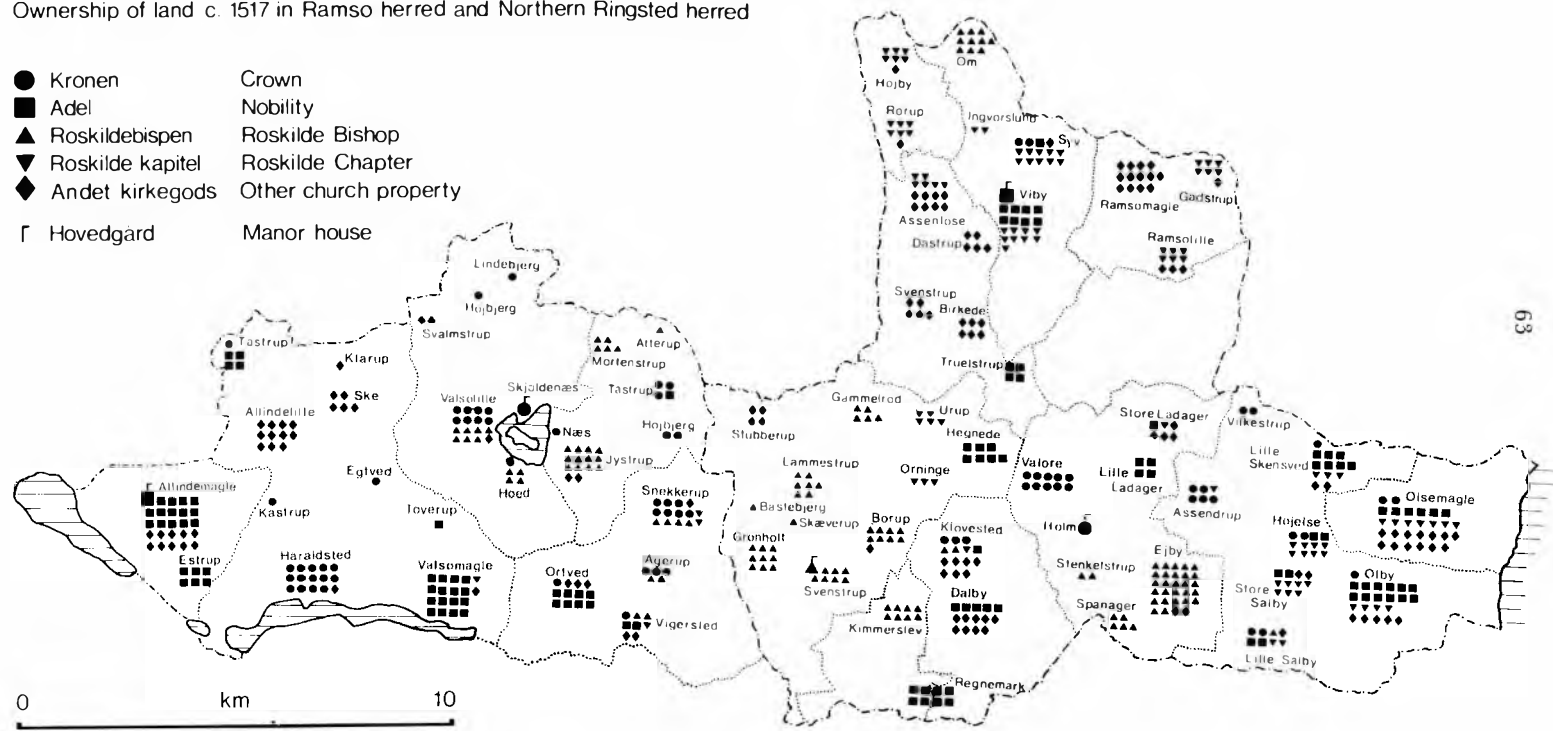 Ownership of land c. 1517 in Ramso herred and Northern Ringsted herred
Kronen Crown
Adel Nobility
Roskildebispen Roskilde Bishop
Roskilde kapitel Roskilde Chapter
Andet kirkegods Other church property
Hovedgård Manor house
Om
Hojby
Rorup
Ingvorslund
Syv
Viby
Ramsomagle
Gadstrup
Assenlose
Dastrup
Ramsolille
Lindebjerg
Hojbjerg
Svenstrup
Birkede
63
Svalmstrup
Tastrup
Klarup
Atterup
Mortenstrup
Truelstrup
Skjoldenæs
Tastrup
Ske
Valsolille
Allindelille
Næs
Hojbjerg
Stubberup
Gammelrod
Urup
Store Ladager
Vilkestrup
Hegnede
Jystrup
Lammestrup
Orninge
Valore
Lille
Ladager
Lille
Skensved
Egtved
Hoed
Allindemagle
Kastrup
Toverup
Snekkerup
Bastebjerg
Skæverup
Borup
Klovested
Holm
Assendrup
Hojelse
Oisemagle
Gronholt
Estrup
Haraldsted
Valsomagle
Ortved
Agerup
Svenstrup
Dalby
Stenkelstrup
Ejby
Store
Salby
Olby
Vigersled
Kimmerslev
Spanager
Lille Salby
Regnemark
0 km 10